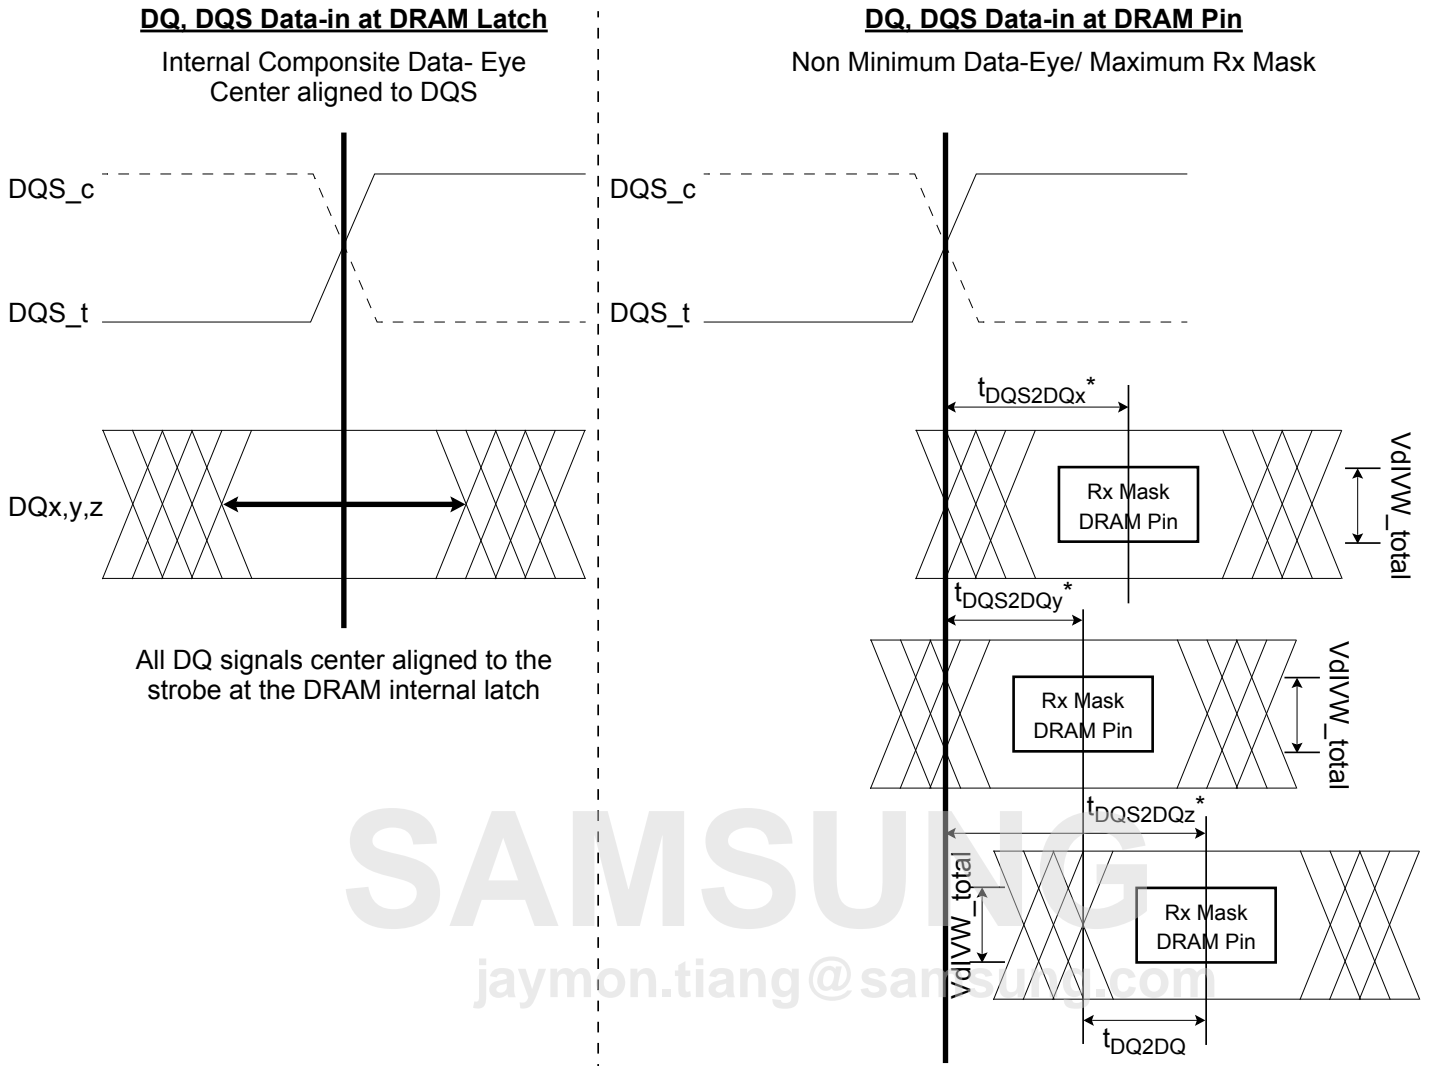 DQ, DQS Data-in at DRAM Latch
Internal Componsite Data- Eye
Center aligned to DQS
DQS_c
DQS_t
DQx,y,z
All DQ signals center aligned to the
strobe at the DRAM internal latch
DQ, DQS Data-in at DRAM Pin
Non Minimum Data-Eye/ Maximum Rx Mask
DQS_c
DQS_t
tDQS2DQx*
Rx Mask
DRAM Pin
VdIVW_total
tDQS2DQy*
Rx Mask
DRAM Pin
VdIVW_total
tDQS2DQz*
VdIVW_total
Rx Mask
DRAM Pin
tDQ2DQ
SAMSUNG
jaymon.tiang@samsung.com